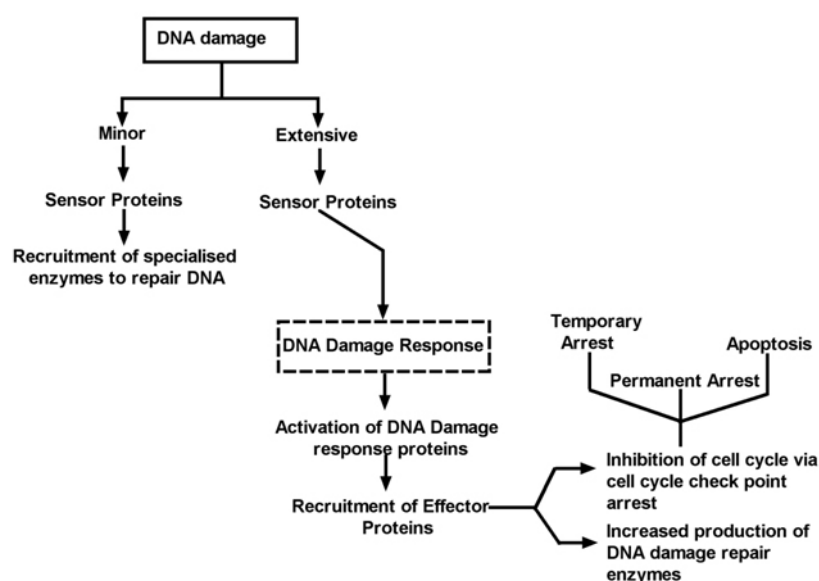 DNA damage
Minor
Extensive
Sensor Proteins
Sensor Proteins
Recruitment of specialised
enzymes to repair DNA
DNA Damage Response
Activation of DNA Damage
response proteins
Recruitment of Effector
Proteins
Temporary
Arrest
Permanent Arrest
Apoptosis
Inhibition of cell cycle via
cell cycle check point
arrest
Increased production of
DNA damage repair
enzymes